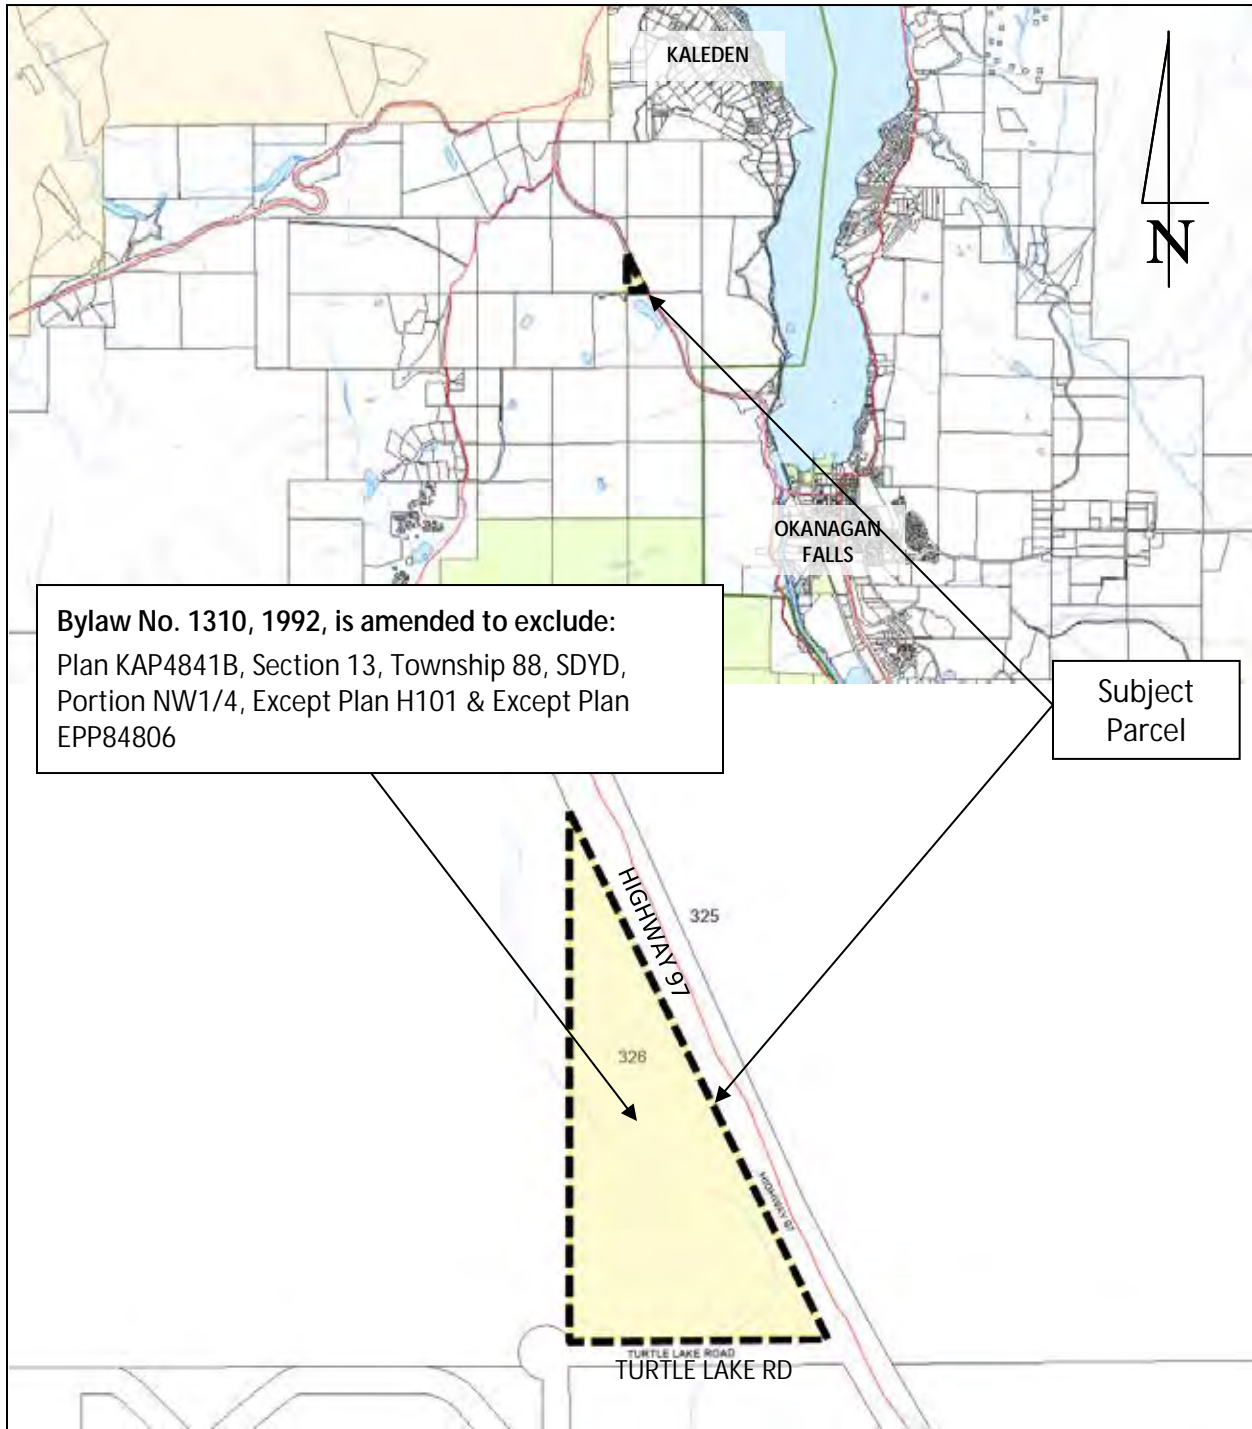 KALEDEN
N
OKANAGAN
FALLS
Bylaw No. 1310, 1992, is amended to exclude:
Plan KAP4841B, Section 13, Township 88, SDYD,
Portion NW1/4, Except Plan H101 & Except Plan
EPP84806
Subject
Parcel
HIGHWAY 97
325
326
HIGHWAY 97
TURTLE LAKE ROAD
TURTLE LAKE RD